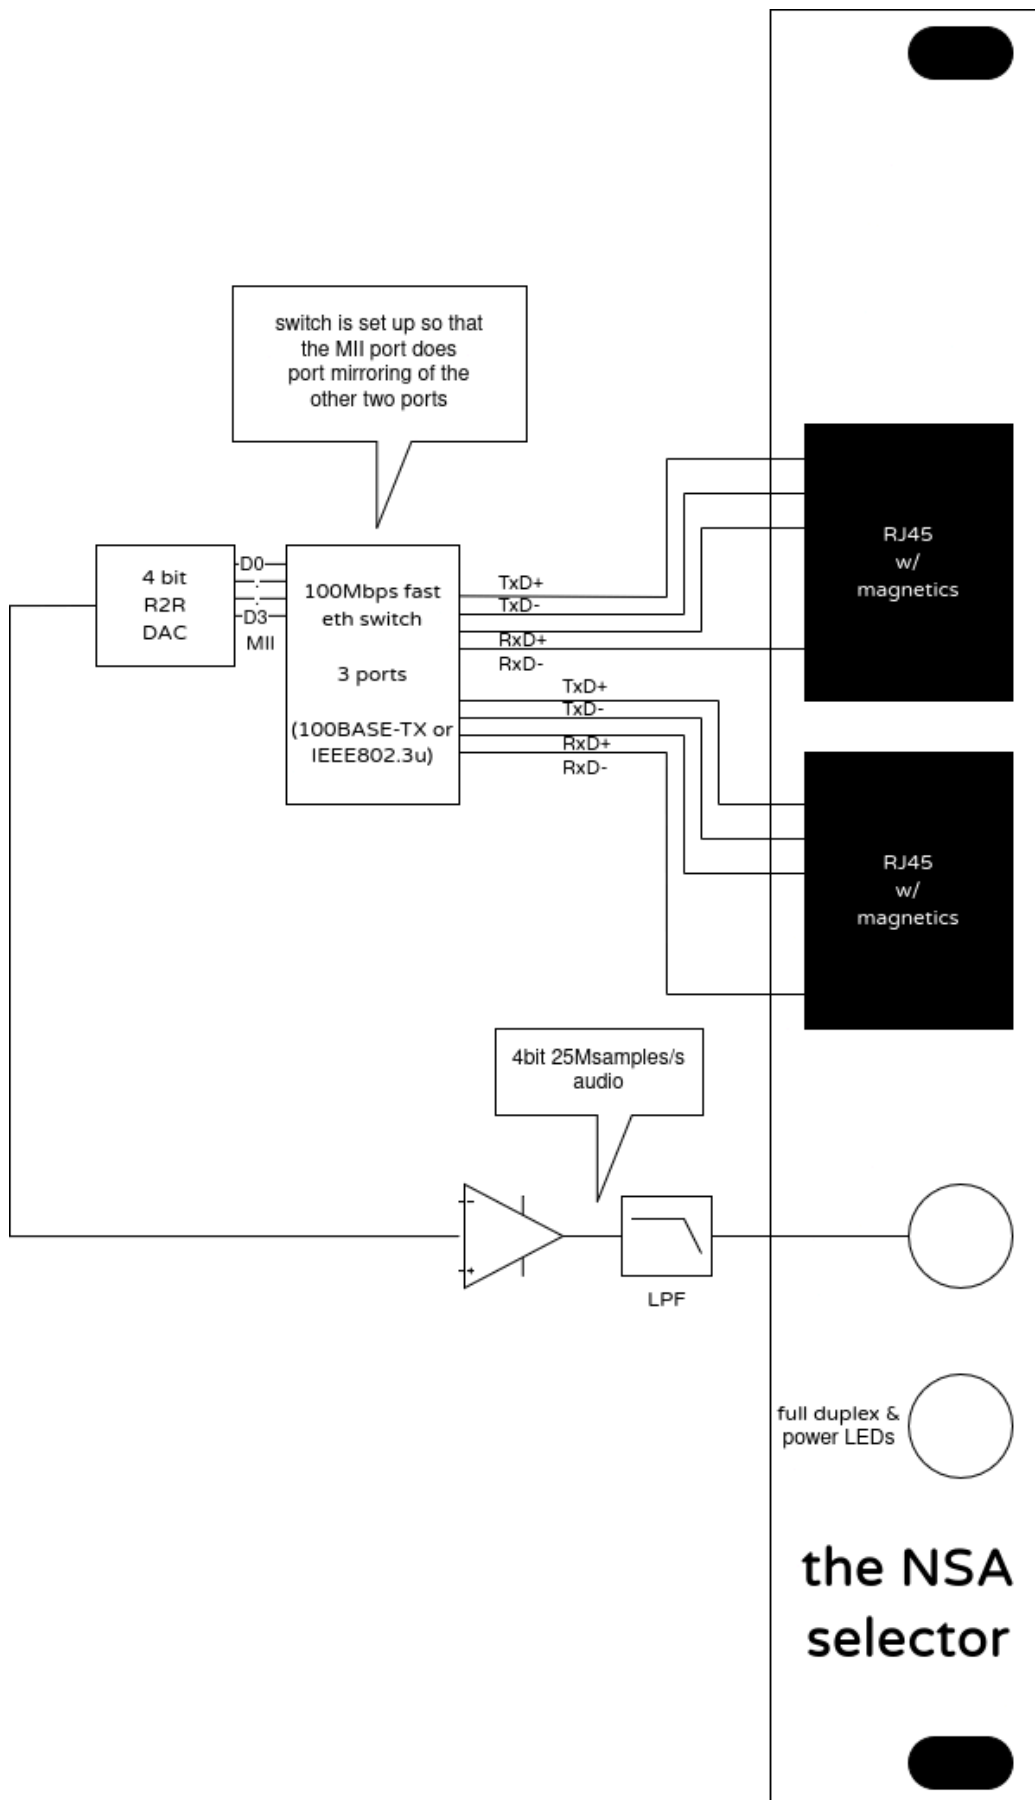 switch is set up so that
the MII port does
port mirroring of the
other two ports
4 bit
R2R
DAC
D0
.
.
D3
MII
100Mbps fast
eth switch
3 ports
(100BASE-TX or
IEEE802.3u)
TxD+
TxD-
RxD+
RxD-
TxD+
TxD-
RxD+
RxD-
RJ45
w/
magnetics
RJ45
w/
magnetics
4bit 25Msamples/s
audio
LPF
full duplex &
power LEDs
the NSA
selector